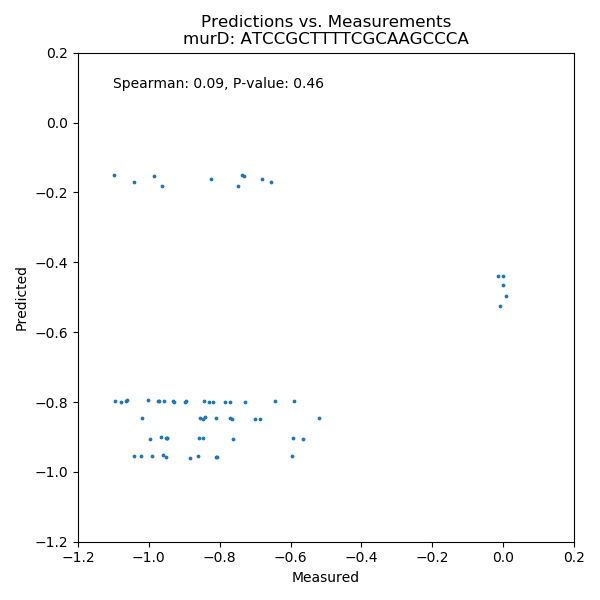 Predictions vs. Measurements
murD: ATCCGCTTTTCGCAAGCCCA
Spearman: 0.09, P-value: 0.46
0.2
0.0
−0.2
−0.4
−0.6
−0.8
−1.0
−1.2
Predicted
−1.2 −1.0 −0.8 −0.6 −0.4 −0.2 0.0 0.2
Measured